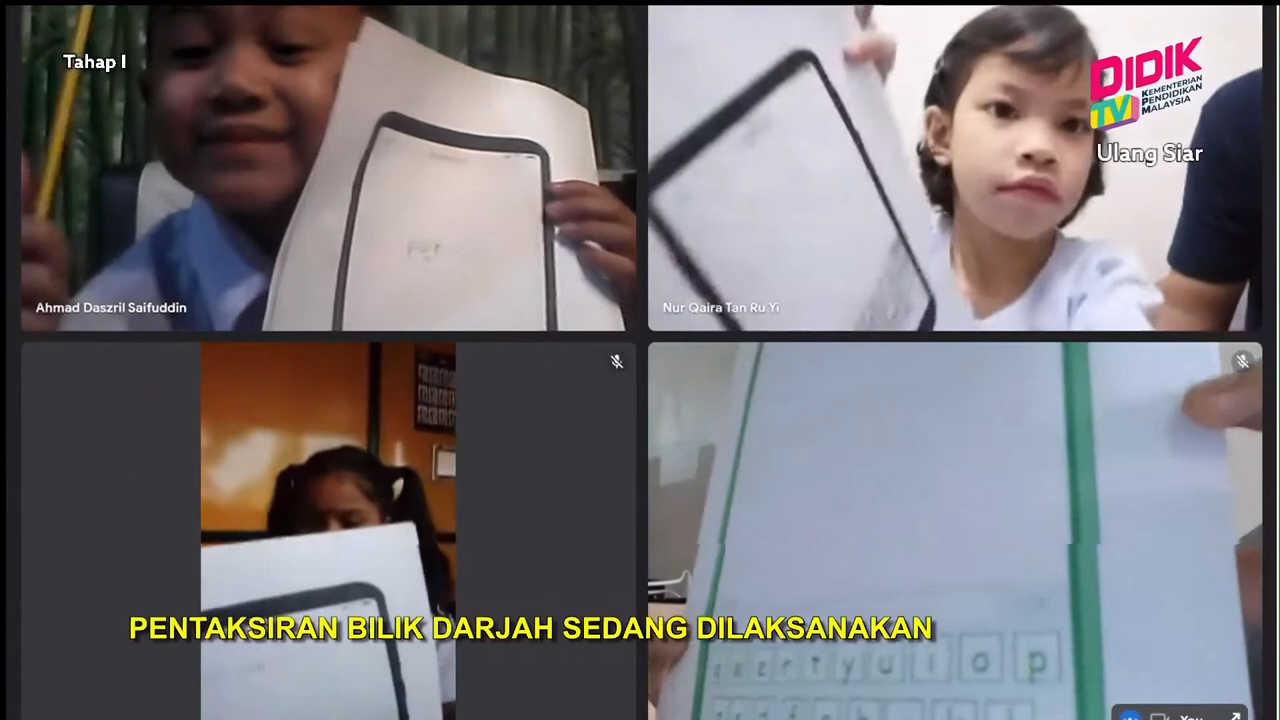 Tahap I
DIDIK
TV
KEMENTERIAN
PENDIDIKAN
MALAYSIA
Ulang Siar
Ahmad Daszril Saifuddin
Nur Qaira Tan Ru Yi
PENTAKSIRAN BILIK DARJAH SEDANG DILAKSANAKAN
e r t y u i o p
You